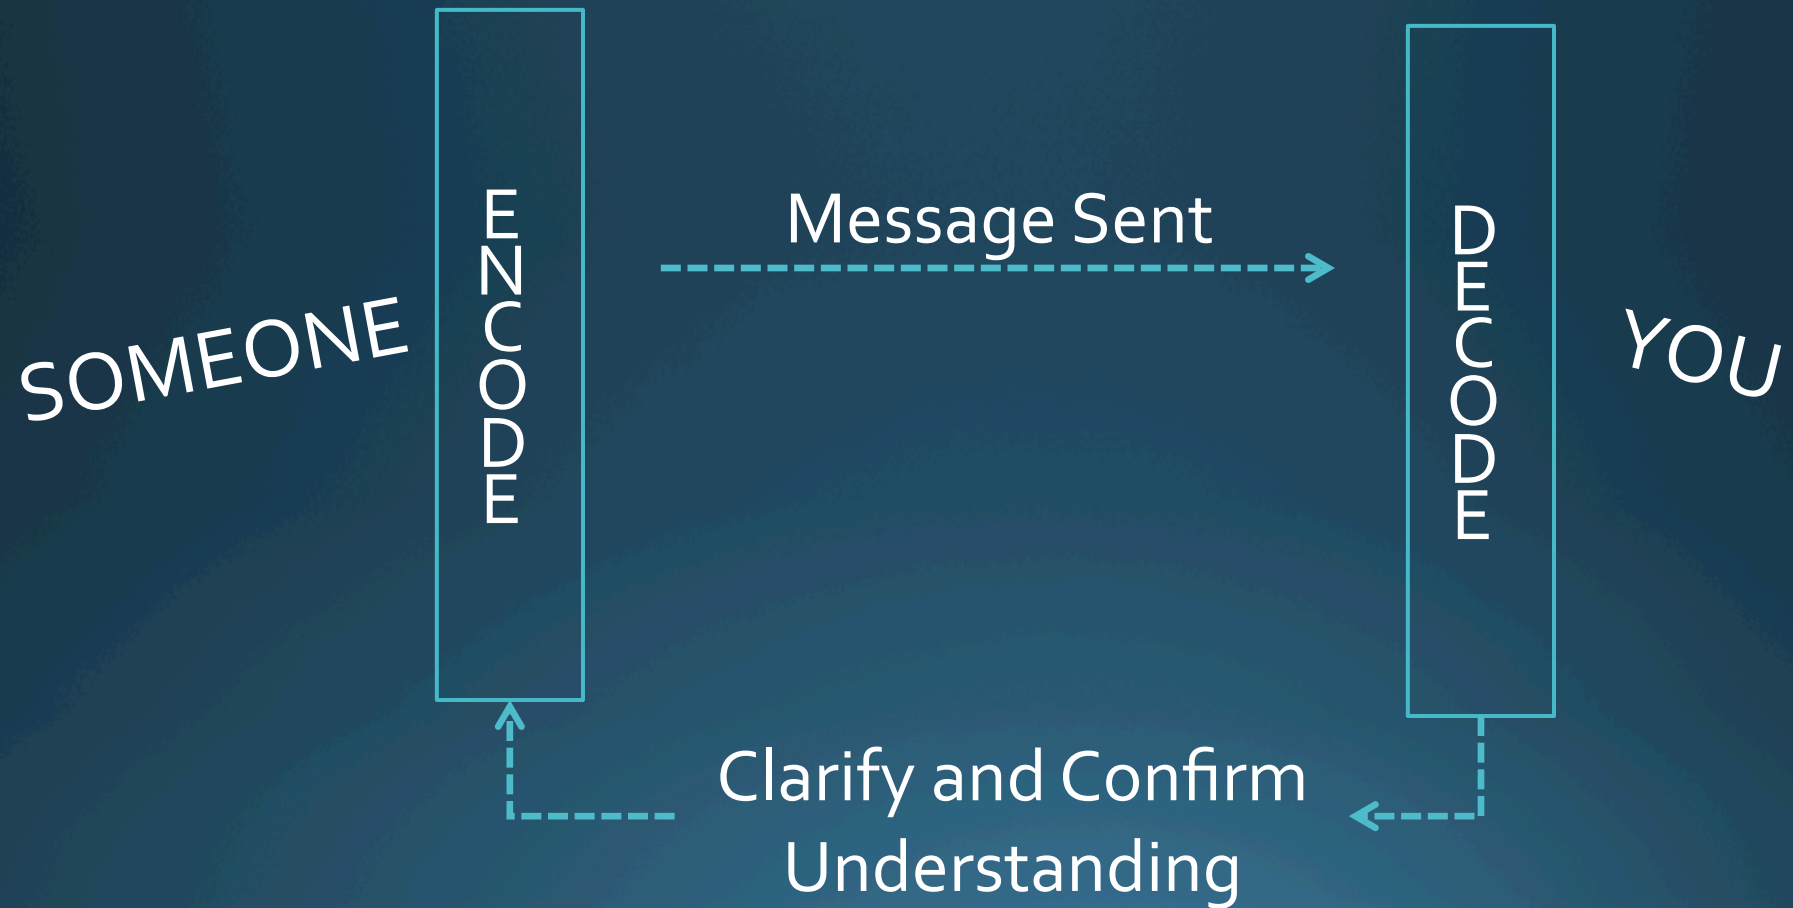 SOMEONE
ENCODE
Message Sent
DECODE
YOU
Clarify and Confirm
Understanding